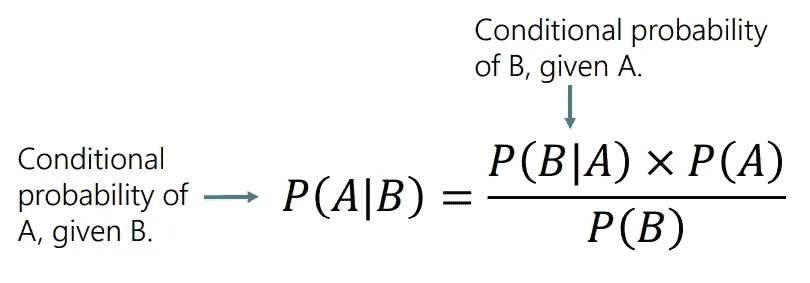 Conditional probability
of B, given A.
Conditional
probability of
A, given B.
P(A|B) = P(B|A) × P(A)
P(B)